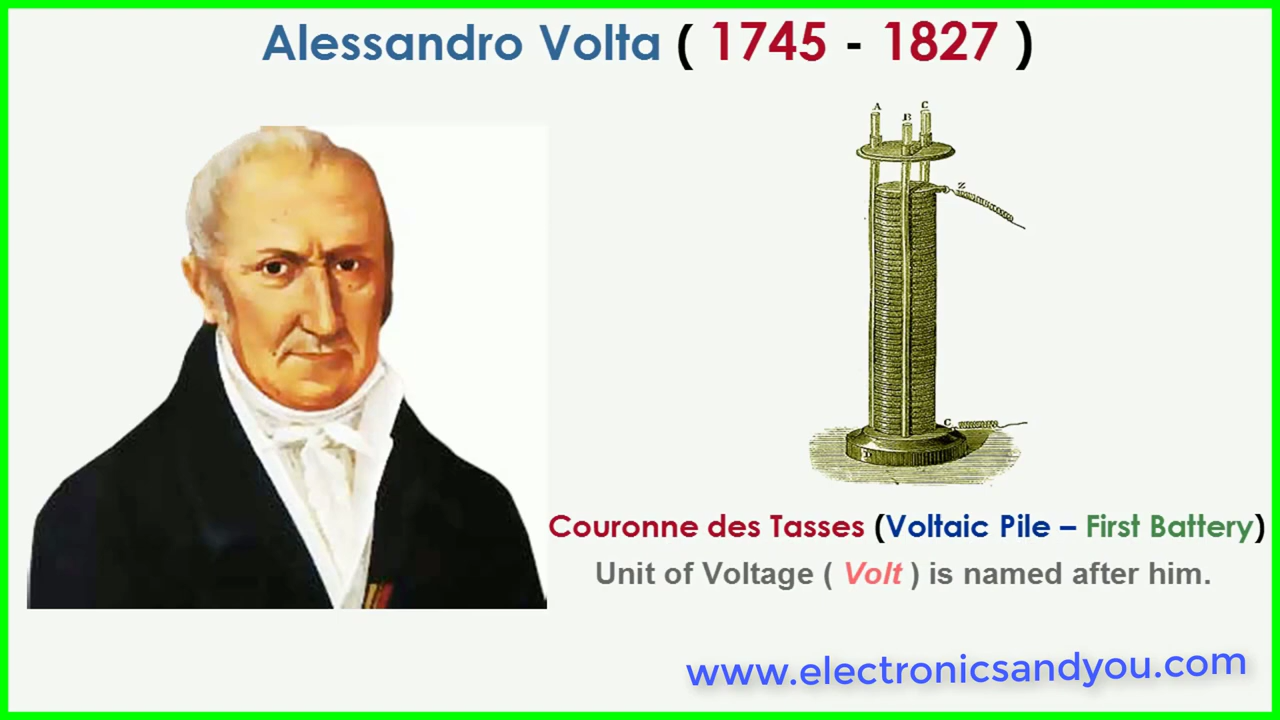 Alessandro Volta ( 1745 - 1827 )
A B C
Z
C
D
Couronne des Tasses (Voltaic Pile – First Battery)
Unit of Voltage ( Volt ) is named after him.
www.electronicsandyou.com